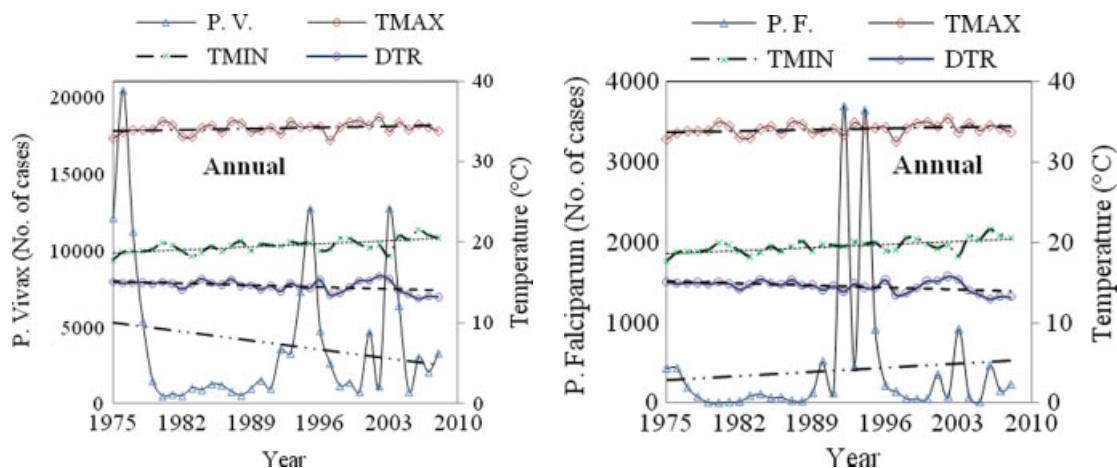 P. V. TMAX
TMIN DTR
20000
15000
10000
5000
0
P. Vivax (No. of cases)
Annual
40
30
20
10
0
Temperature (°C)
1975 1982 1989 1996 2003 2010
Year
P. F. TMAX
TMIN DTR
4000
3000
2000
1000
0
P. Falciparum (No. of cases)
Annual
40
30
20
10
0
Temperature (°C)
1975 1982 1989 1996 2003 2010
Year